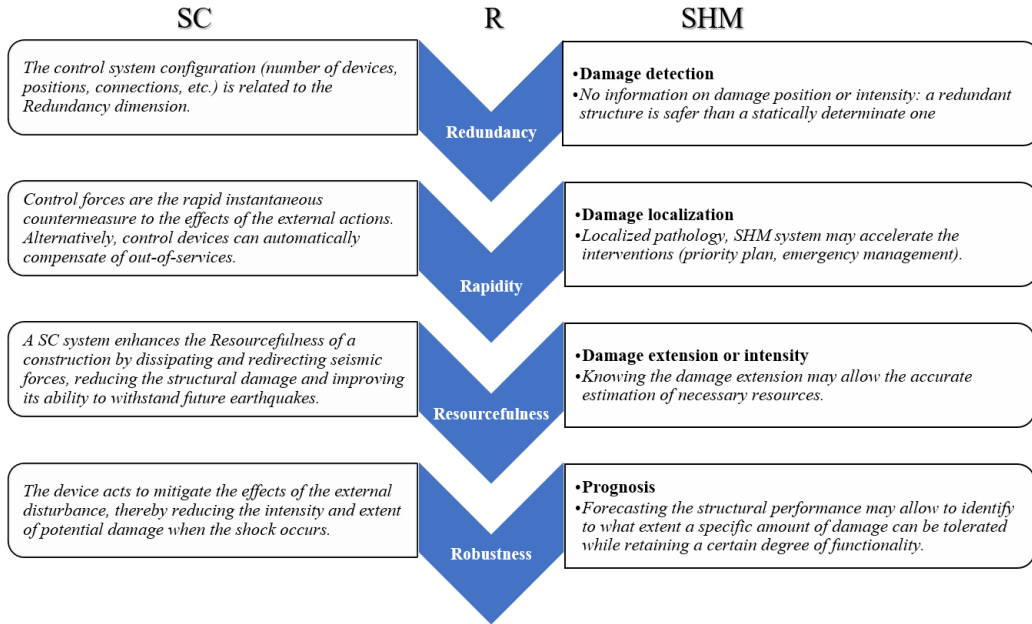 SC
R
SHM
The control system configuration (number of devices,
positions, connections, etc.) is related to the
Redundancy dimension.
Redundancy
•Damage detection
•No information on damage position or intensity: a redundant
structure is safer than a statically determinate one
Control forces are the rapid instantaneous
countermeasure to the effects of the external actions.
Alternatively, control devices can automatically
compensate of out-of-services.
Rapidity
•Damage localization
•Localized pathology, SHM system may accelerate the
interventions (priority plan, emergency management).
A SC system enhances the Resourcefulness of a
construction by dissipating and redirecting seismic
forces, reducing the structural damage and improving
its ability to withstand future earthquakes.
Resourcefulness
•Damage extension or intensity
•Knowing the damage extension may allow the accurate
estimation of necessary resources.
The device acts to mitigate the effects of the external
disturbance, thereby reducing the intensity and extent
of potential damage when the shock occurs.
Robustness
•Prognosis
•Forecasting the structural performance may allow to identify
to what extent a specific amount of damage can be tolerated
while retaining a certain degree of functionality.